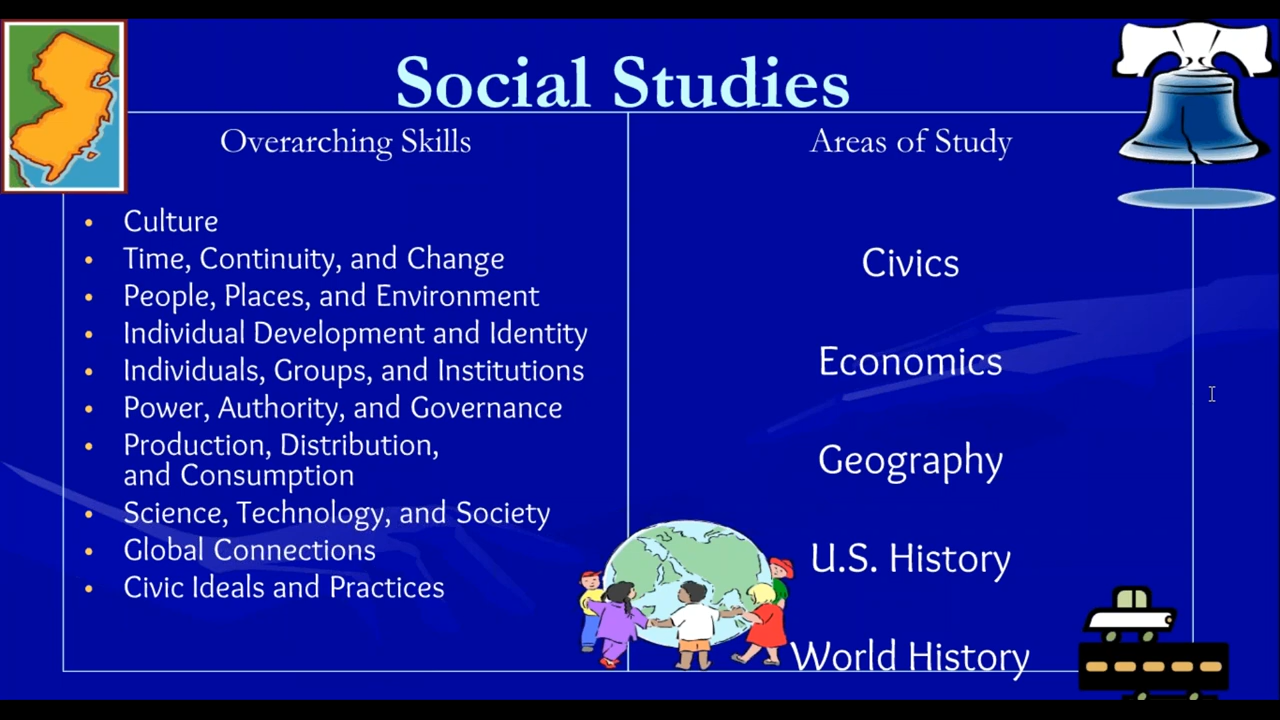 Social Studies
Overarching Skills
• Culture
• Time, Continuity, and Change
• People, Places, and Environment
• Individual Development and Identity
• Individuals, Groups, and Institutions
• Power, Authority, and Governance
• Production, Distribution,
and Consumption
• Science, Technology, and Society
• Global Connections
• Civic Ideals and Practices
Areas of Study
Civics
Economics
Geography
U.S. History
World History